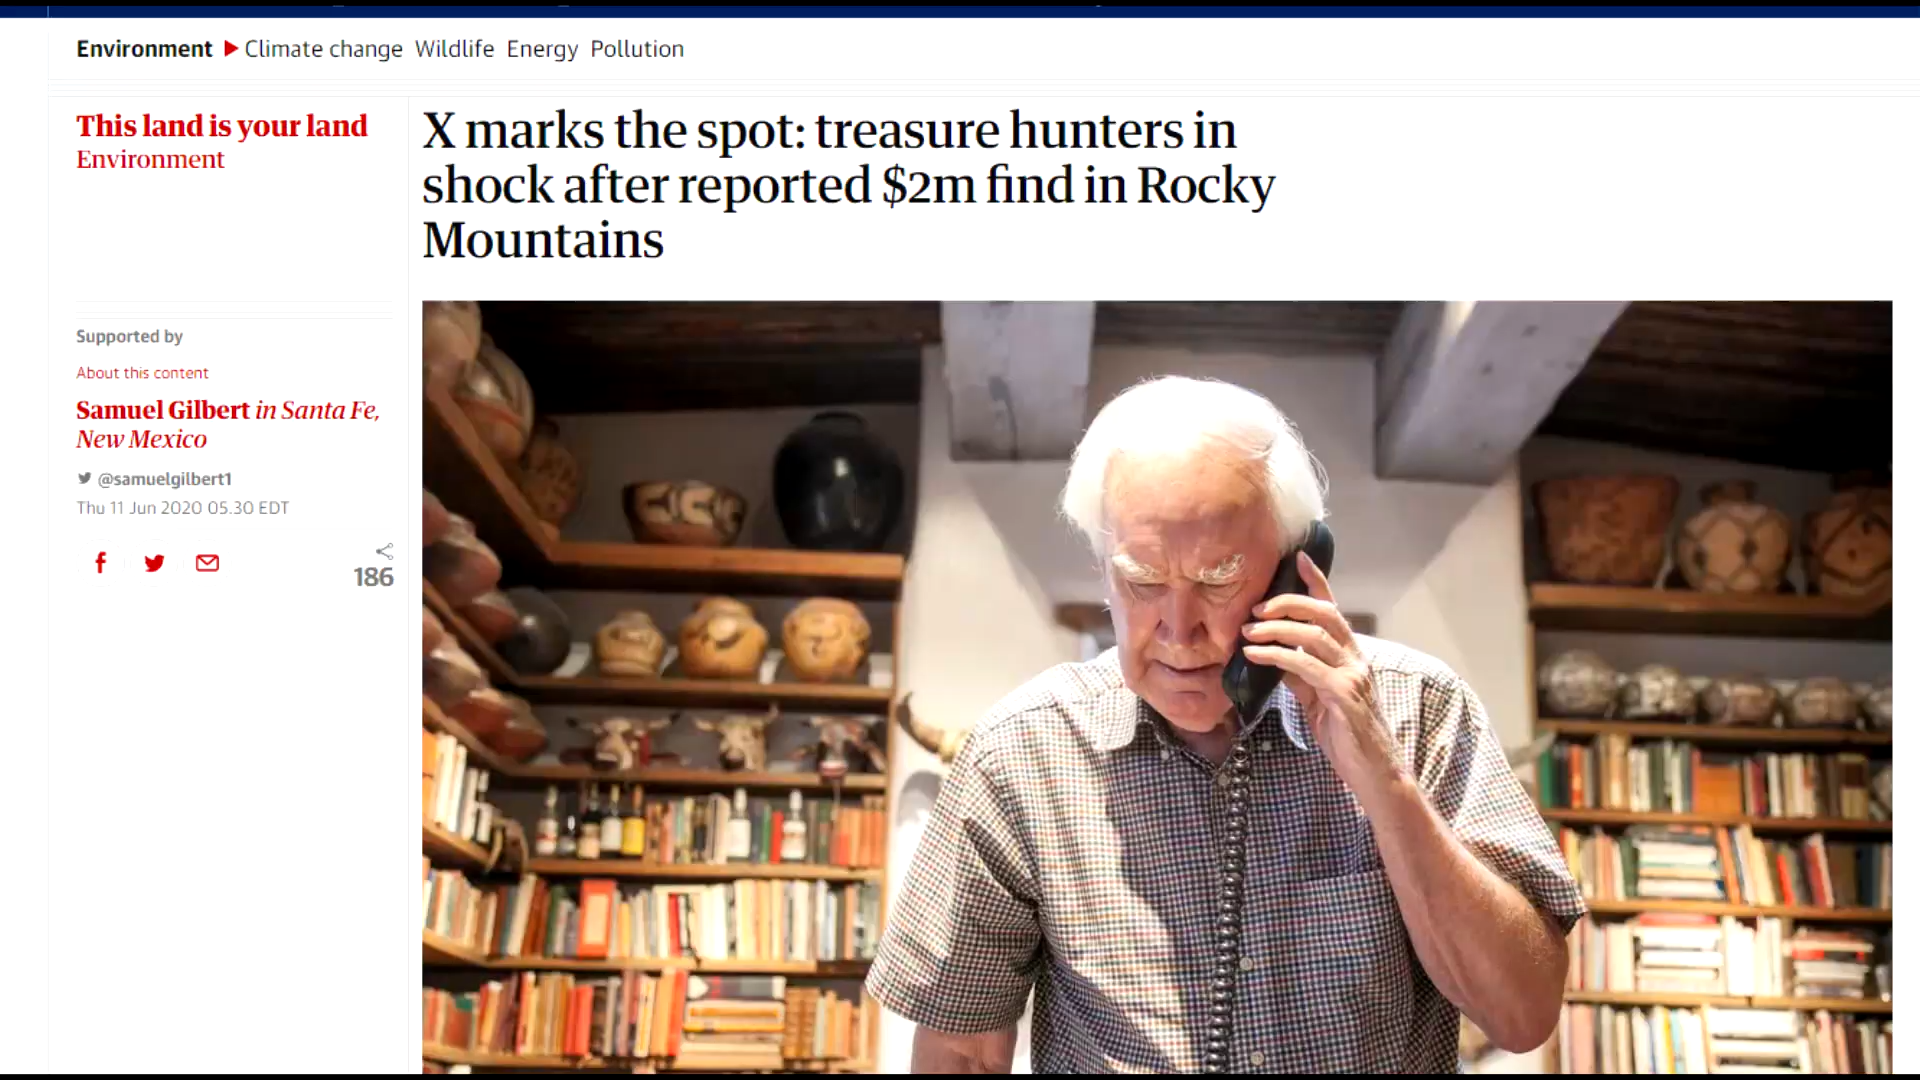 Environment Climate change Wildlife Energy Pollution
This land is your land
Environment
X marks the spot: treasure hunters in
shock after reported $2m find in Rocky
Mountains
Supported by
About this content
Samuel Gilbert in Santa Fe,
New Mexico
@samuelgilbert1
Thu 11 Jun 2020 05.30 EDT
186